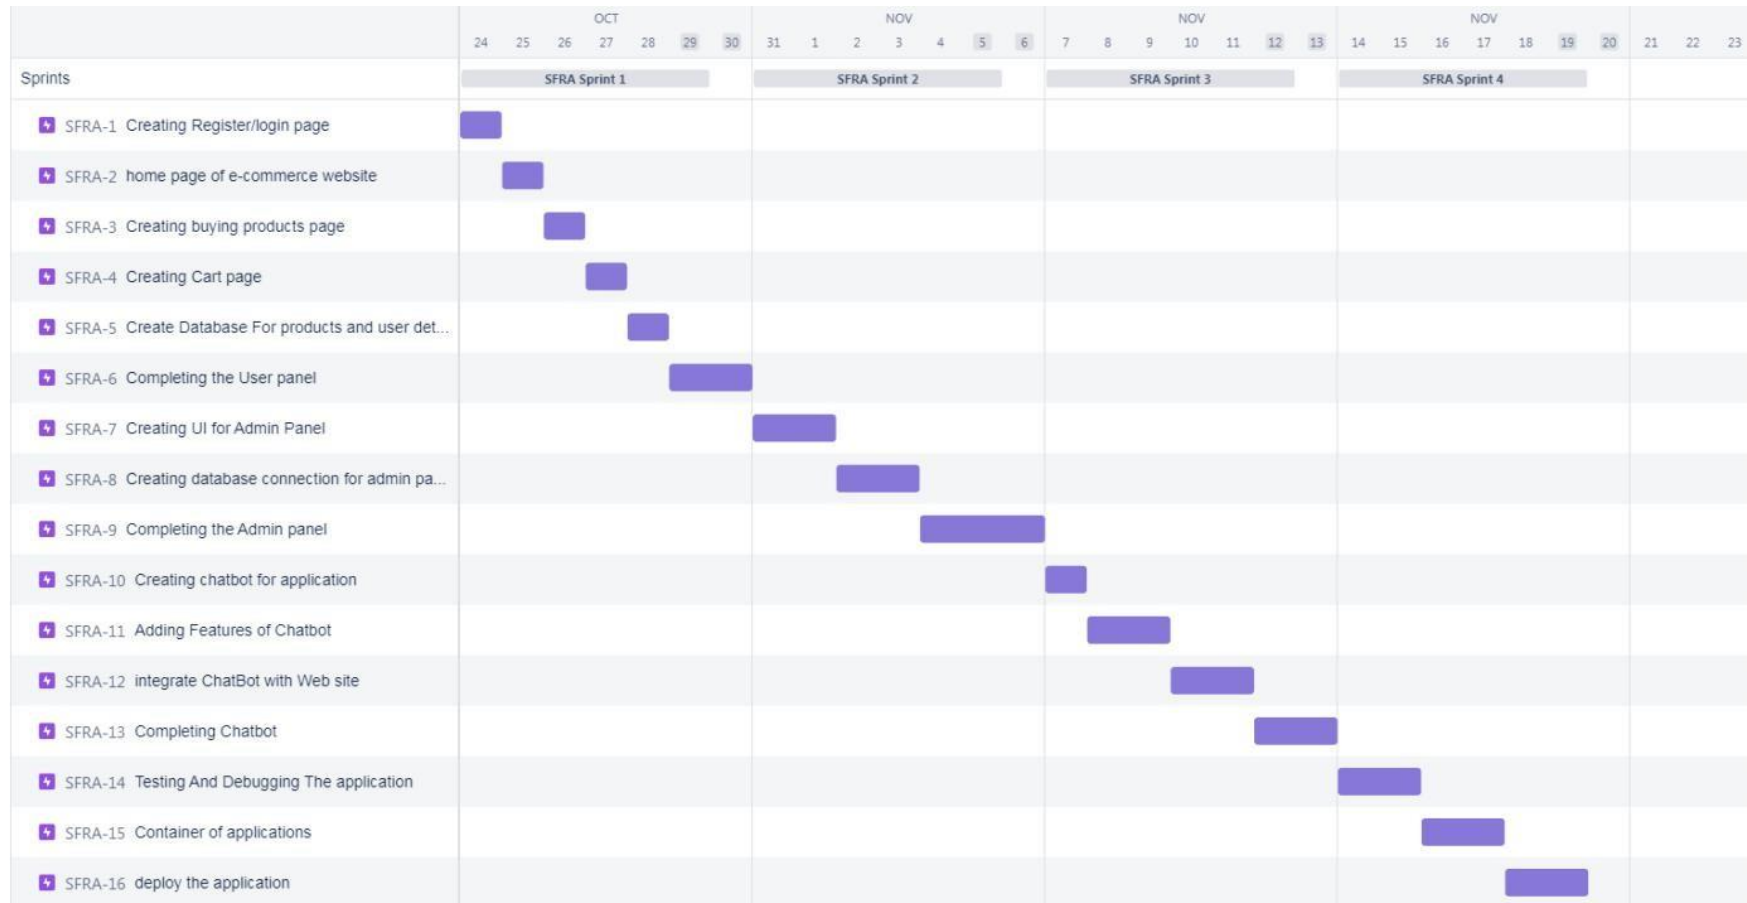 OCT NOV NOV NOV
24 25 26 27 28 29 30 31 1 2 3 4 5 6 7 8 9 10 11 12 13 14 15 16 17 18 19 20 21 22 23
Sprints SFRA Sprint 1 SFRA Sprint 2 SFRA Sprint 3 SFRA Sprint 4
SFRA-1 Creating Register/login page
SFRA-2 home page of e-commerce website
SFRA-3 Creating buying products page
SFRA-4 Creating Cart page
SFRA-5 Create Database For products and user det...
SFRA-6 Completing the User panel
SFRA-7 Creating UI for Admin Panel
SFRA-8 Creating database connection for admin pa...
SFRA-9 Completing the Admin panel
SFRA-10 Creating chatbot for application
SFRA-11 Adding Features of Chatbot
SFRA-12 integrate ChatBot with Web site
SFRA-13 Completing Chatbot
SFRA-14 Testing And Debugging The application
SFRA-15 Container of applications
SFRA-16 deploy the application